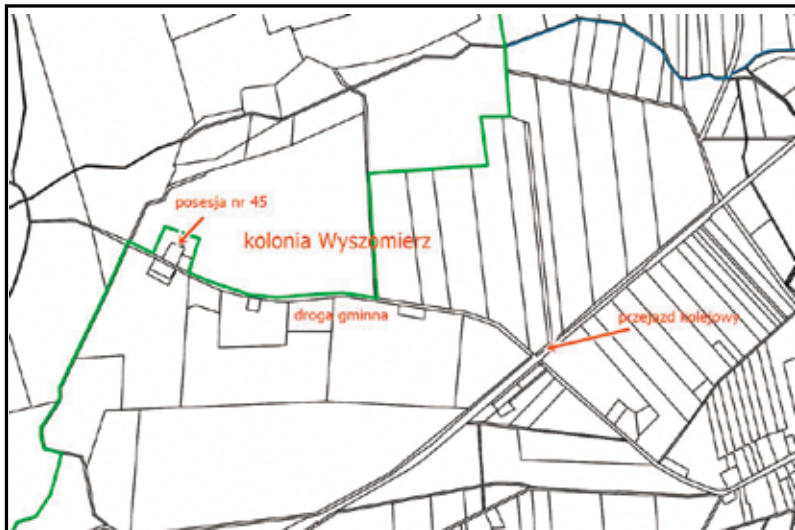 posesja nr 45
kolonia Wyszomierz
droga gminna
przejazd kolejowy